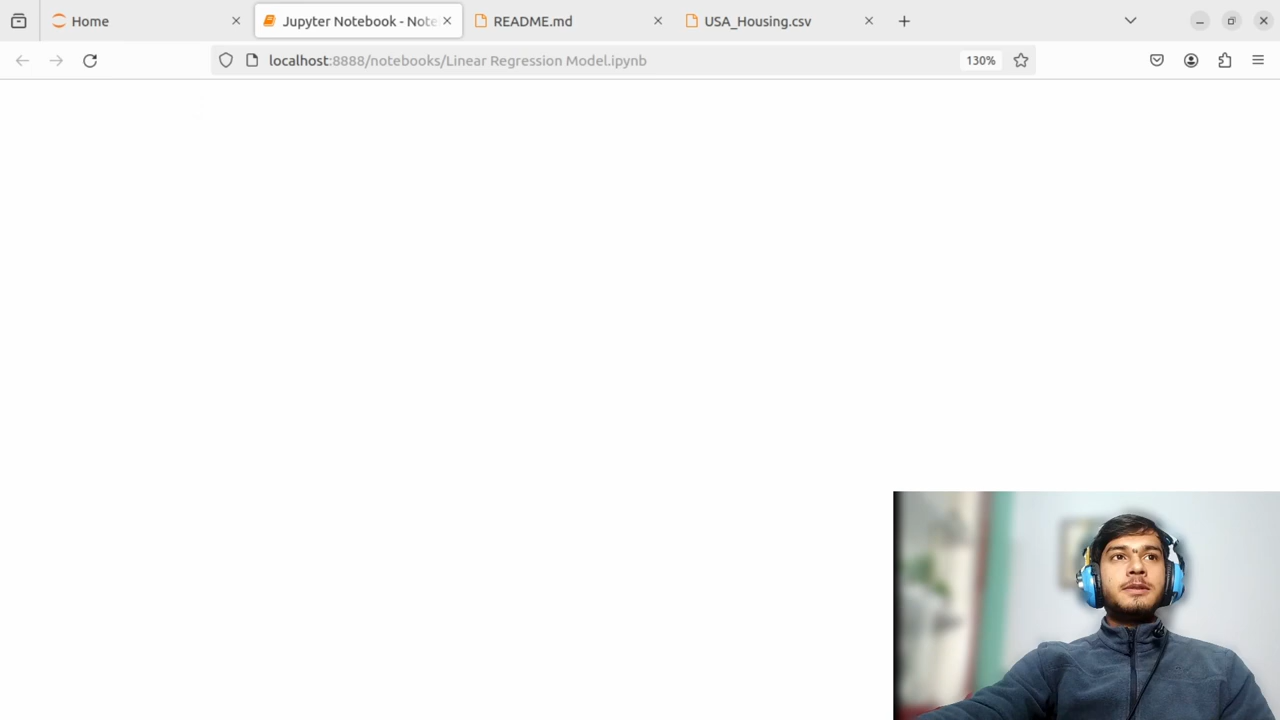 Home
Jupyter Notebook - Note
README.md
USA_Housing.csv
localhost:8888/notebooks/Linear Regression Model.ipynb
130%